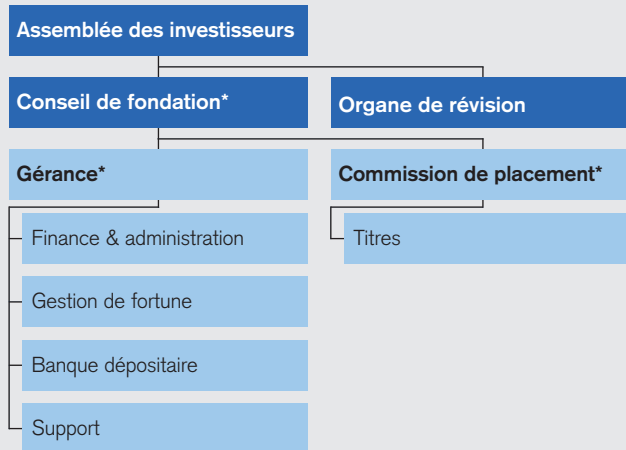 Assemblée des investisseurs
Conseil de fondation*
Organe de révision
Gérance*
Commission de placement*
Finance & administration
Titres
Gestion de fortune
Banque dépositaire
Support